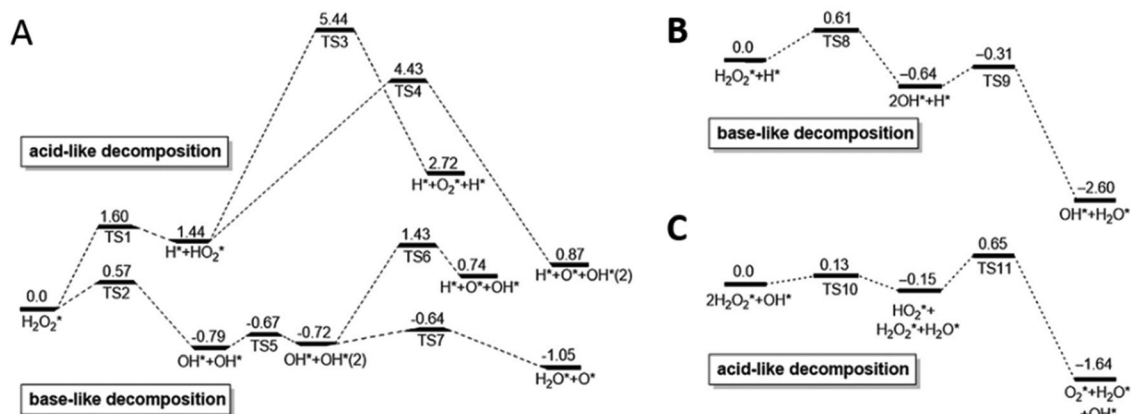 A
5.44
TS3
4.43
TS4
acid-like decomposition
2.72
H*+O₂*+H*
1.60
TS1
1.44
H*+HO₂*
1.43
TS6
0.87
H*+O*+OH*(2)
0.74
H*+O*+OH*
0.57
TS2
0.0
H₂O₂*
-0.79
OH*+OH*
-0.67
TS5
-0.72
OH*+OH*(2)
-0.64
TS7
-1.05
H₂O*+O*
base-like decomposition
B
0.0
H₂O₂*+H*
0.61
TS8
−0.64
2OH*+H*
−0.31
TS9
base-like decomposition
−2.60
OH*+H₂O*
C
0.0
2H₂O₂*+OH*
0.13
TS10
−0.15
HO₂*+
H₂O₂*+H₂O*
0.65
TS11
acid-like decomposition
−1.64
O₂*+H₂O*
+OH*